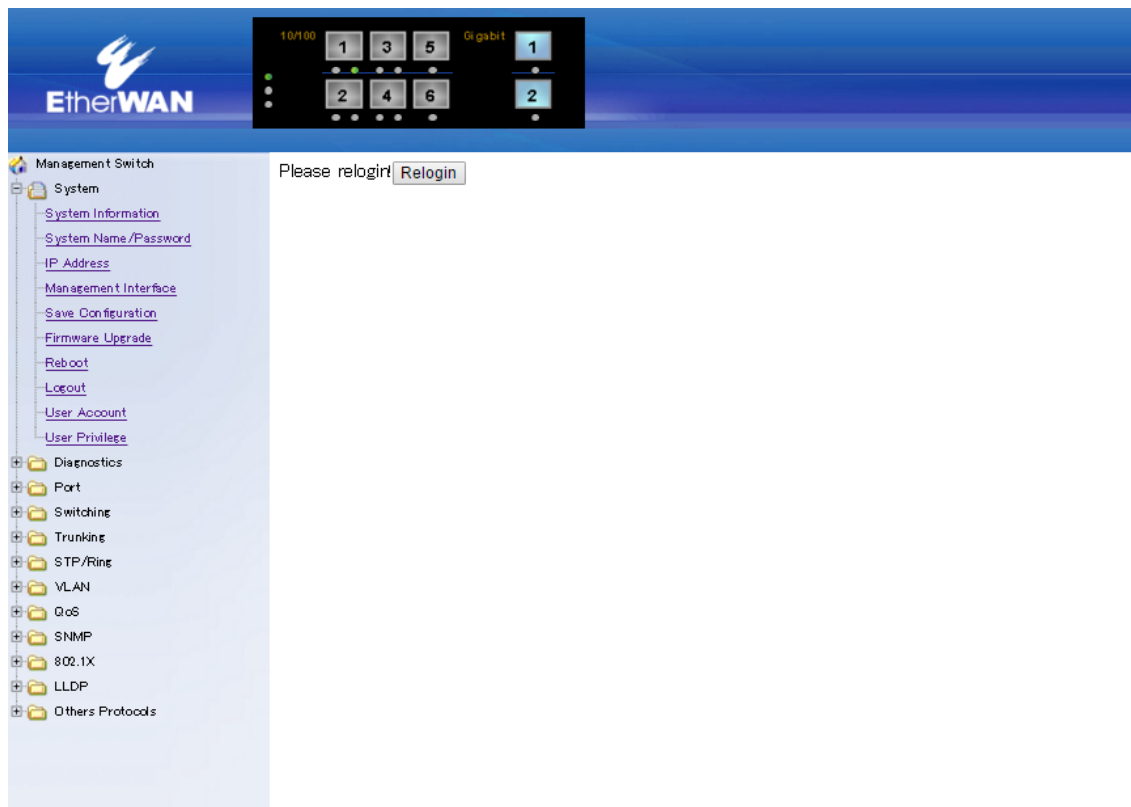 EtherWAN
10/100 1 3 5 Gigabit 1
2 4 6 2
Management Switch
System
System Information
System Name/Password
IP Address
Management Interface
Save Configuration
Firmware Upgrade
Reboot
Logout
User Account
User Privilege
Diagnostics
Port
Switching
Trunking
STP/Ring
VLAN
QoS
SNMP
802.1X
LLDP
Others Protocols
Please relogin! Relogin